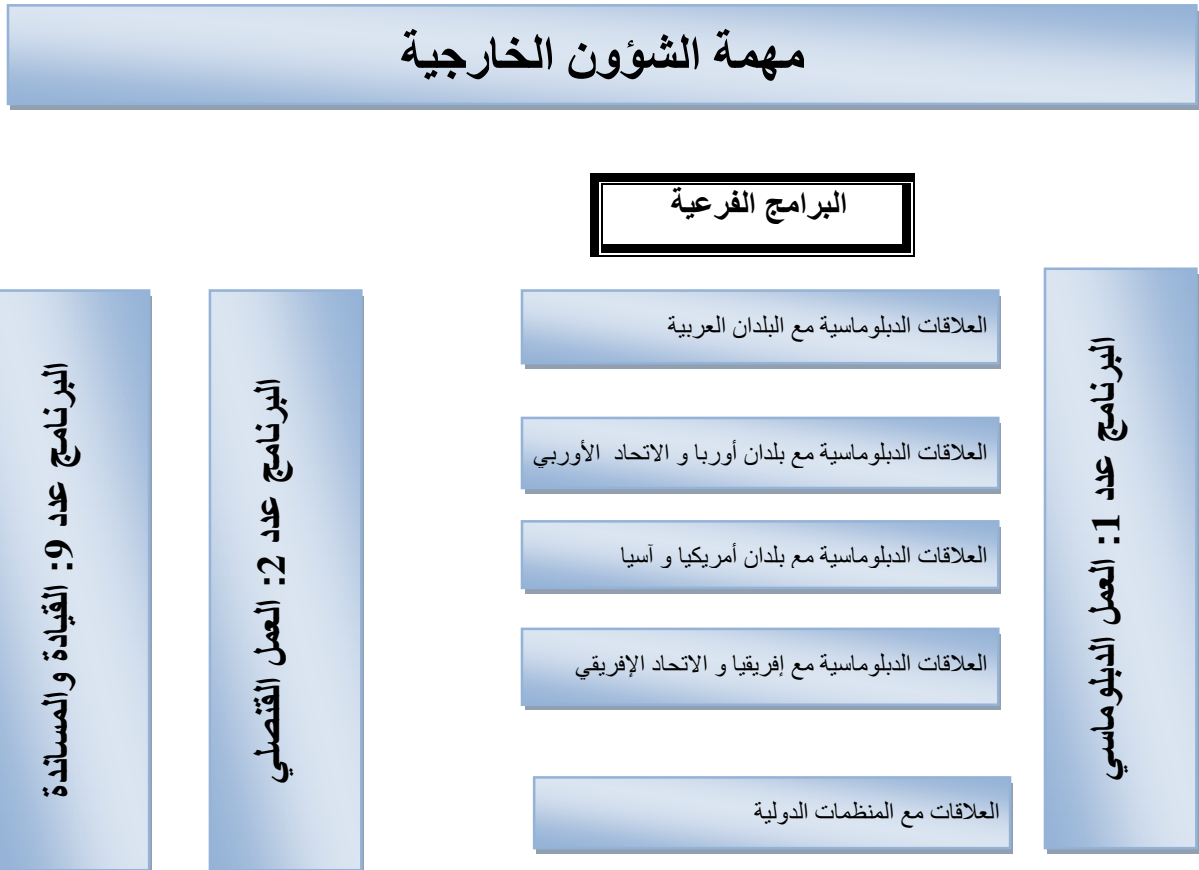 مهمة الشؤون الخارجية
البرامج الفرعية
البرنامج عدد 1: العمل الدبلوماسي
العلاقات الدبلوماسية مع البلدان العربية
العلاقات الدبلوماسية مع بلدان أوربا و الاتحاد الأوربي
العلاقات الدبلوماسية مع بلدان أمريكيا و آسيا
العلاقات الدبلوماسية مع إفريقيا و الاتحاد الإفريقي
العلاقات مع المنظمات الدولية
البرنامج عدد 2: العمل القنصلي
البرنامج عدد 9: القيادة والمساندة